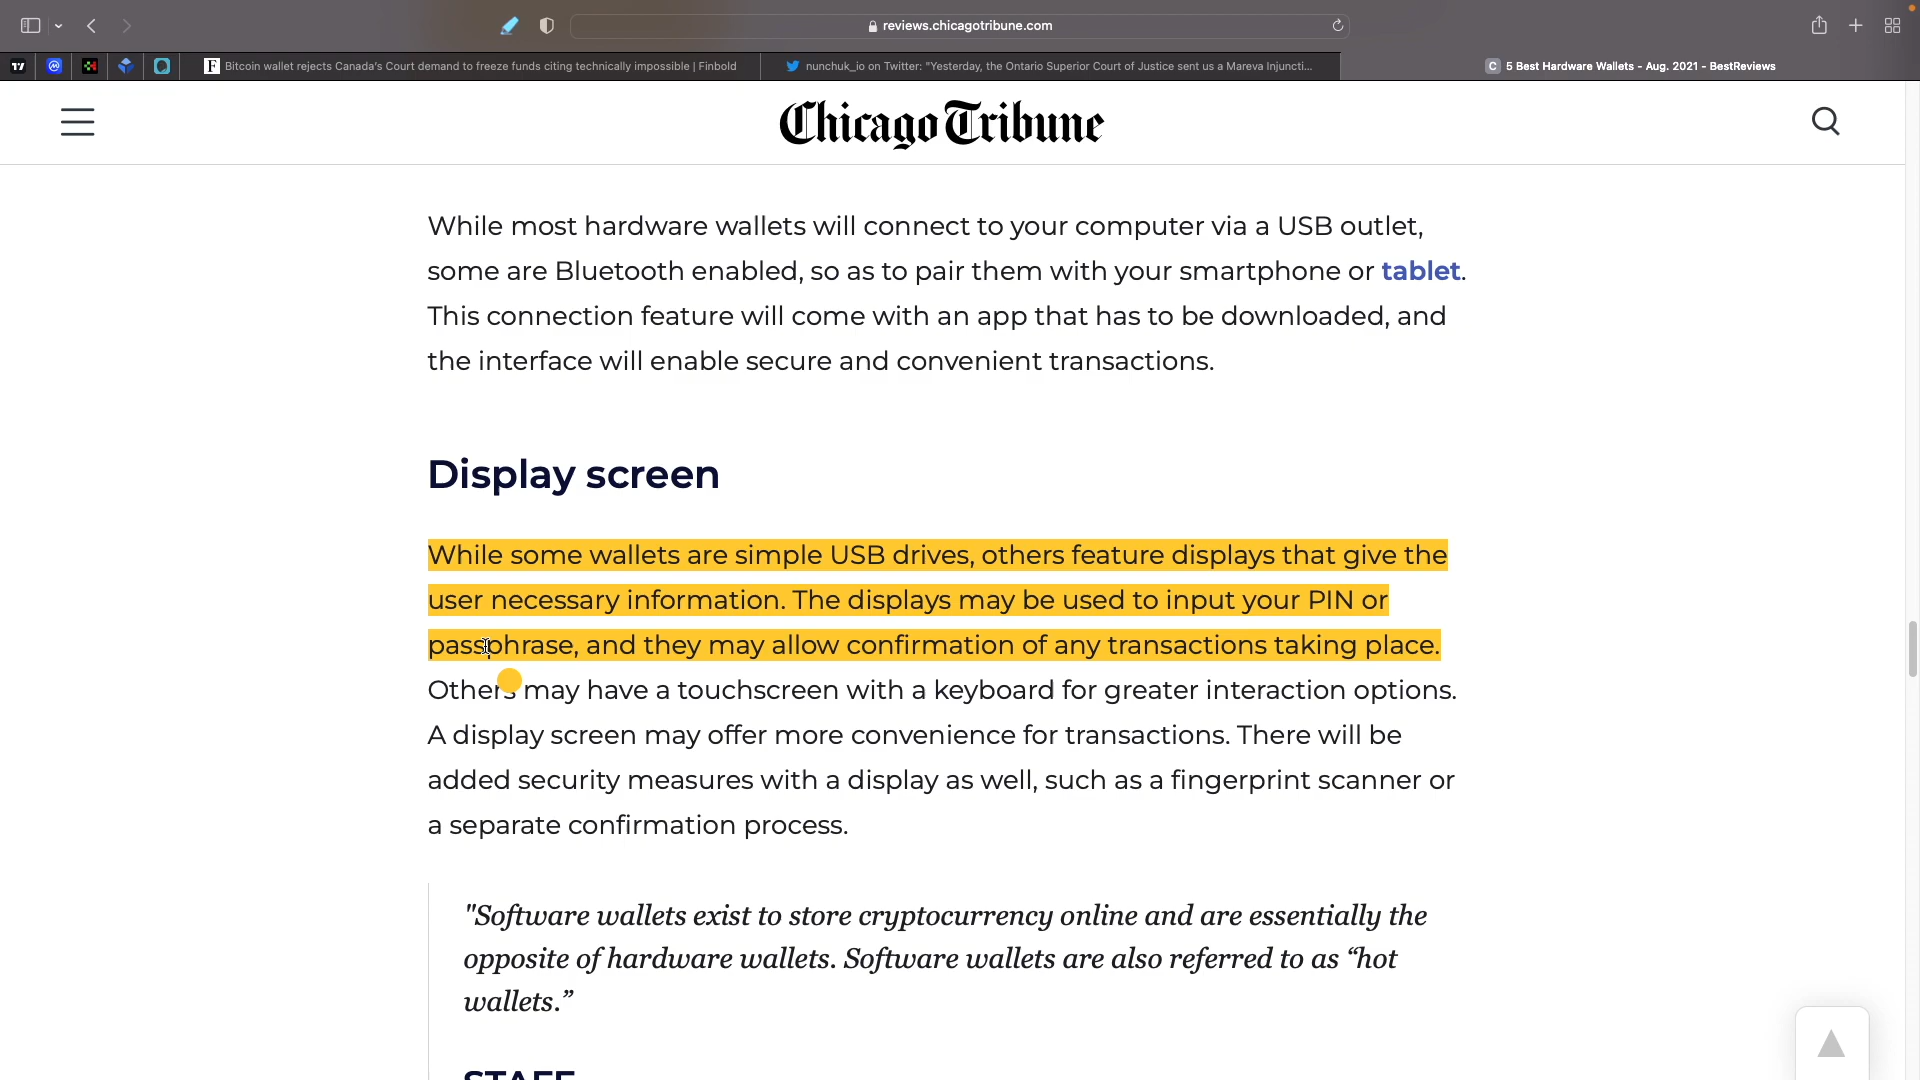 reviews.chicagotribune.com
Bitcoin wallet rejects Canada's Court demand to freeze funds citing technically impossible | Finbold
nunchuk_io on Twitter: "Yesterday, the Ontario Superior Court of Justice sent us a Mareva Injuncti...
C 5 Best Hardware Wallets - Aug. 2021 - BestReviews
Chicago Tribune
While most hardware wallets will connect to your computer via a USB outlet,
some are Bluetooth enabled, so as to pair them with your smartphone or tablet.
This connection feature will come with an app that has to be downloaded, and
the interface will enable secure and convenient transactions.
Display screen
While some wallets are simple USB drives, others feature displays that give the
user necessary information. The displays may be used to input your PIN or
passphrase, and they may allow confirmation of any transactions taking place.
Others may have a touchscreen with a keyboard for greater interaction options.
A display screen may offer more convenience for transactions. There will be
added security measures with a display as well, such as a fingerprint scanner or
a separate confirmation process.
"Software wallets exist to store cryptocurrency online and are essentially the
opposite of hardware wallets. Software wallets are also referred to as “hot
wallets.”
STAFF